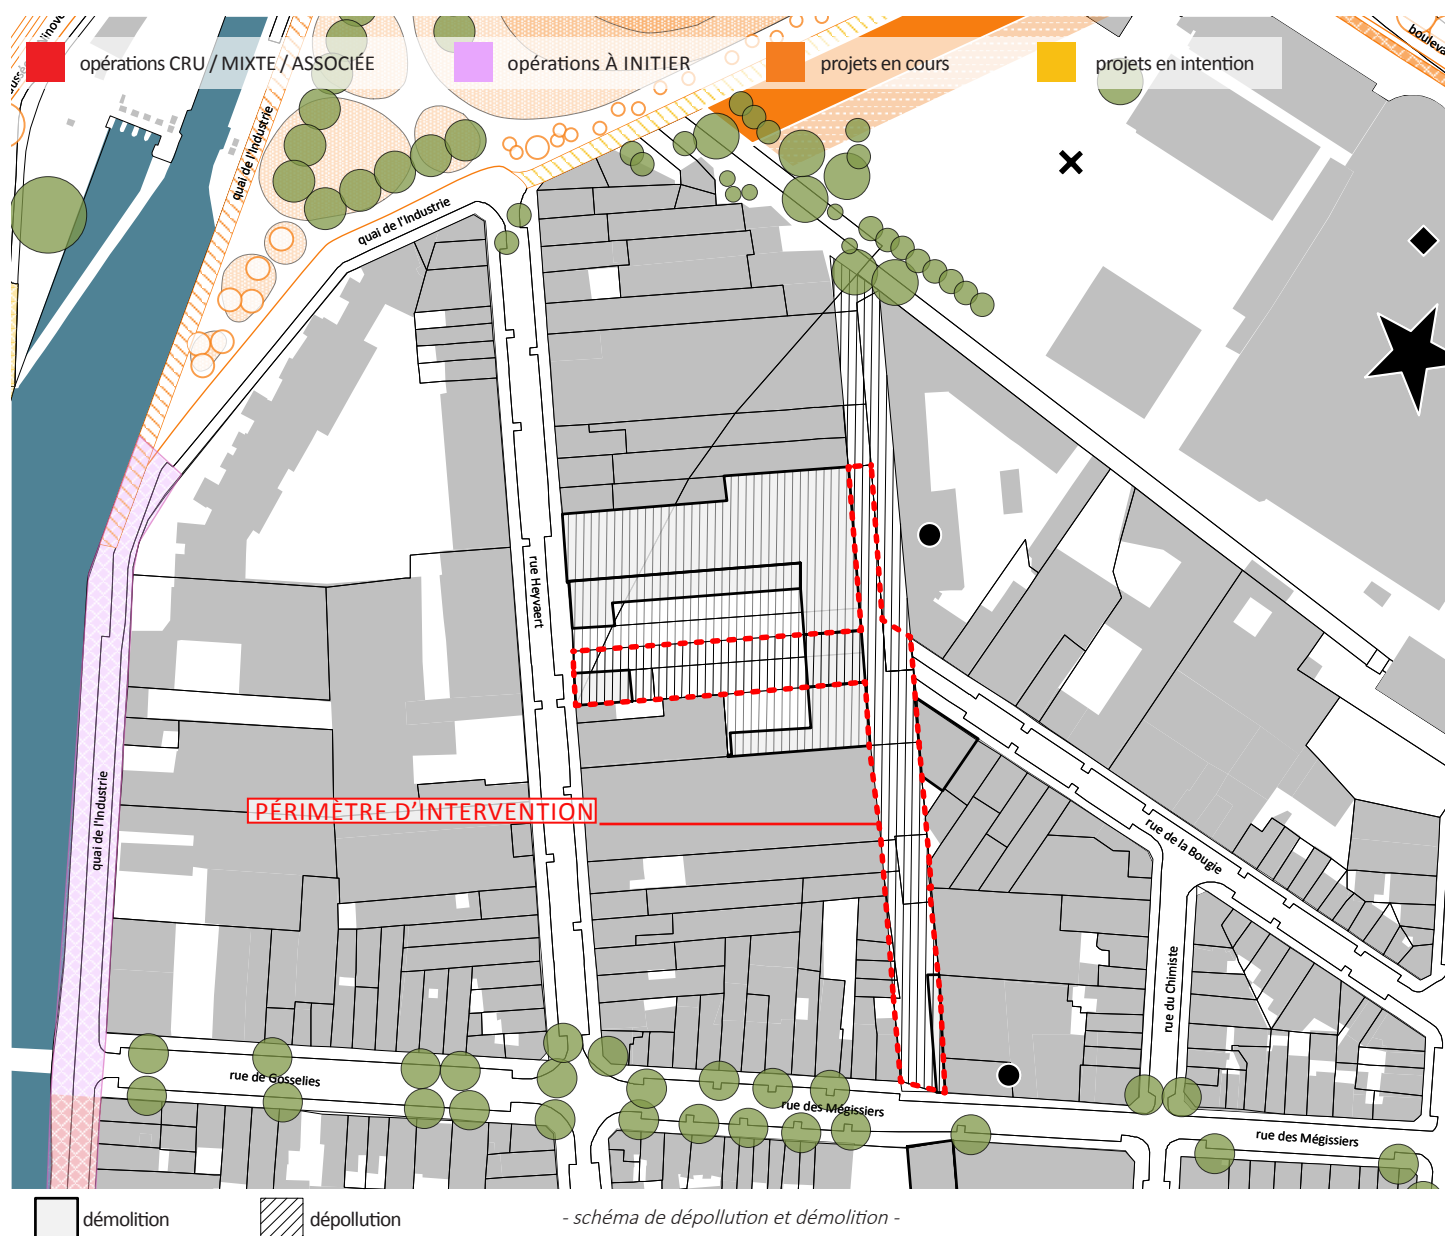 opérations CRU / MIXTE / ASSOCIÉE
opérations À INITIER
projets en cours
projets en intention
quai de l'Industrie
quai de l'Industrie
rue Heyvaert
PÉRIMÈTRE D'INTERVENTION
quai de l'Industrie
rue de la Bougie
rue du Chimiste
rue de Gosselies
rue des Mégissiers
rue des Mégissiers
démolition
dépollution
- schéma de dépollution et démolition -